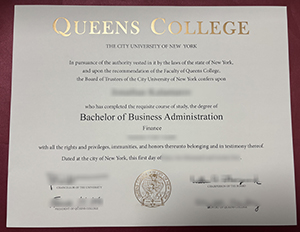 QUEENS COLLEGE
THE CITY UNIVERSITY OF NEW YORK
In pursuance of the authority vested in it by the laws of the state of New York,
and upon the recommendation of the Faculty of Queens College,
the Board of Trustees of the City University of New York confers upon
who has completed the requisite course of study, the degree of
Bachelor of Business Administration
Finance
with all the rights and privileges, immunities, and honors thereunto belonging and in testimony thereof.
Dated at the city of New York, this first day of